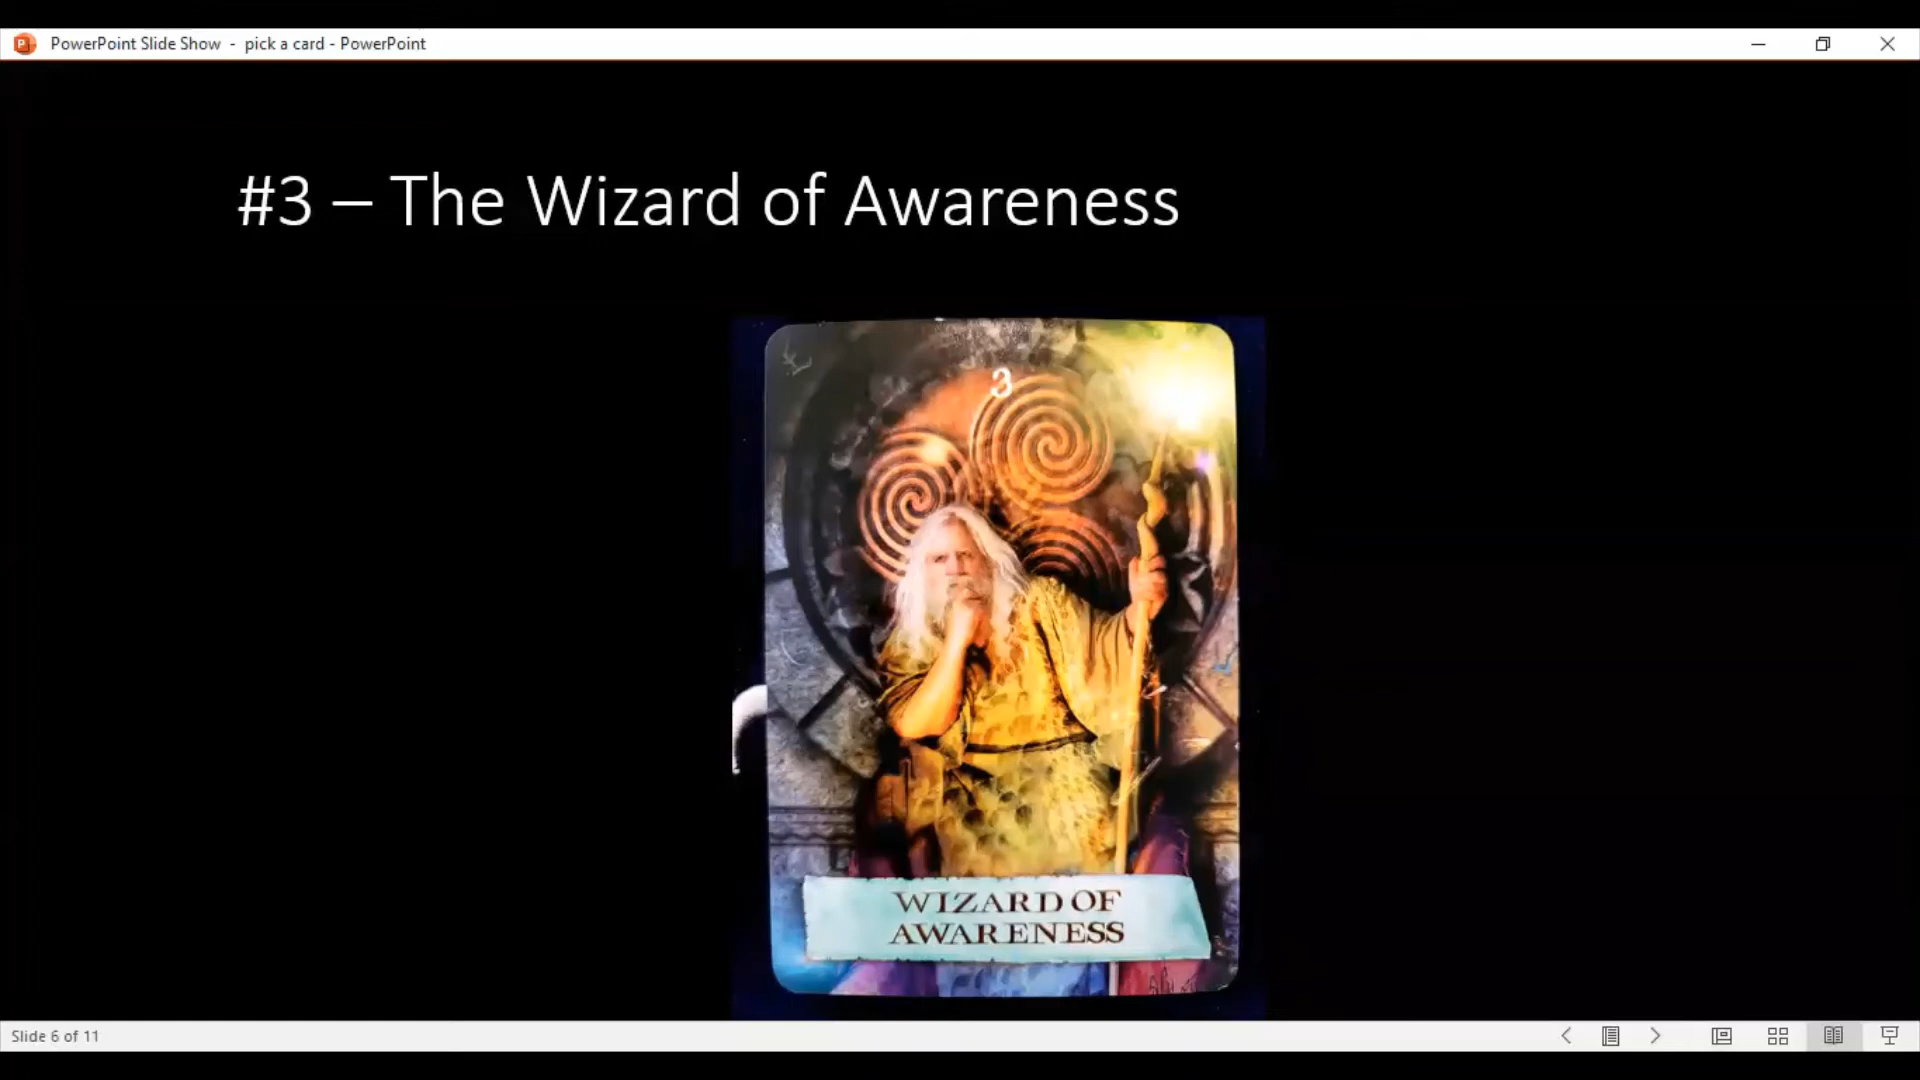 PowerPoint Slide Show - pick a card - PowerPoint
#3 – The Wizard of Awareness
3
WIZARD OF
AWARENESS
Slide 6 of 11